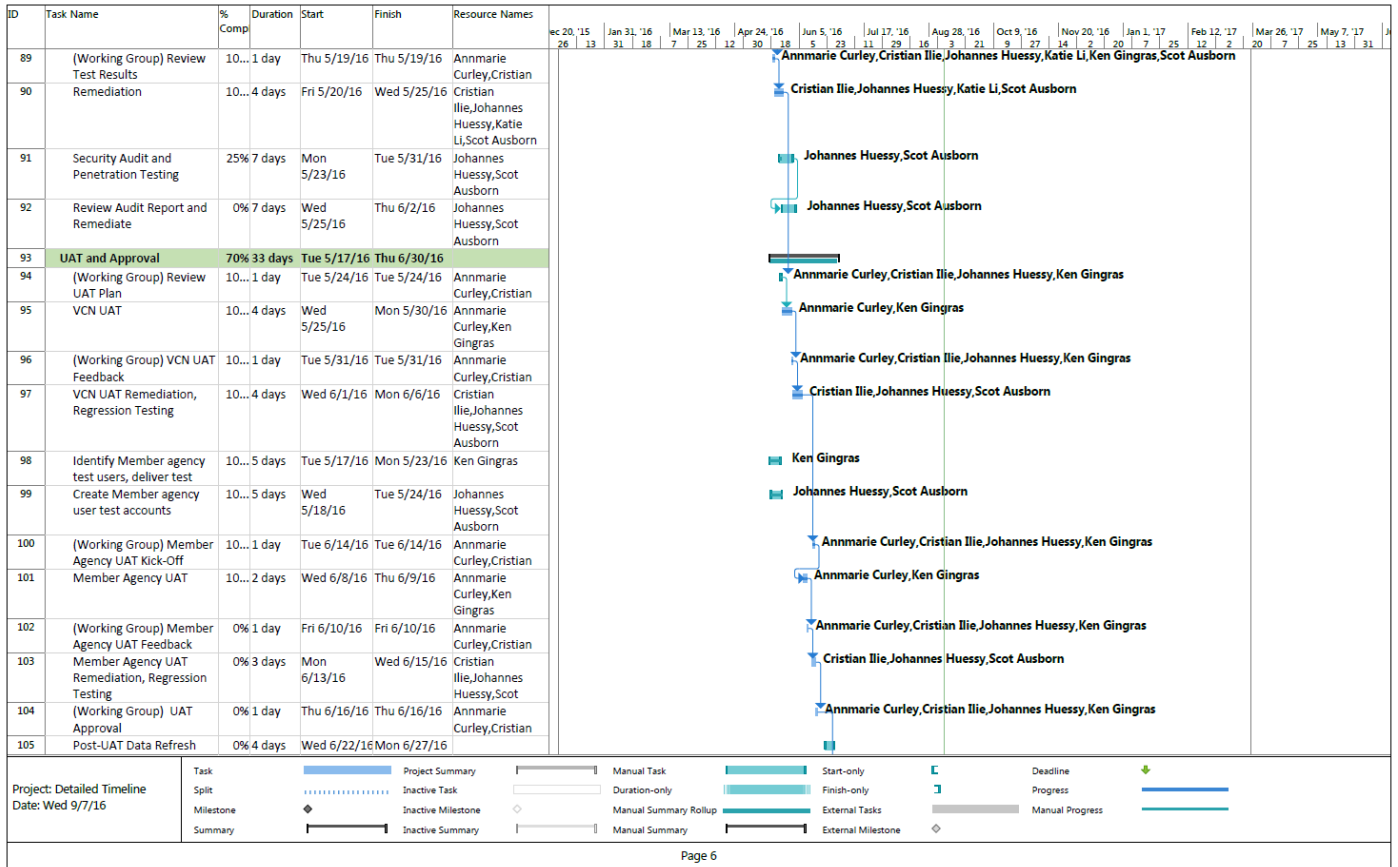 ID Task Name % Comp Duration Start Finish Resource Names
ec 20, '15 Jan 31, '16 Mar 13, '16 Apr 24, '16 Jun 5, '16 Jul 17, '16 Aug 28, '16 Oct 9, '16 Nov 20, '16 Jan 1, '17 Feb 12, '17 Mar 26, '17 May 7, '17
26 13 31 18 7 25 12 30 18 5 23 11 29 16 3 21 9 27 14 2 20 7 25 12 2 20 7 25 13 31
89 (Working Group) Review 10... 1 day Thu 5/19/16 Thu 5/19/16 Annmarie Annmarie Curley,Cristian Ilie,Johannes Huessy,Katie Li,Ken Gingras,Scot Ausborn
Test Results Curley,Cristian
90 Remediation 10... 4 days Fri 5/20/16 Wed 5/25/16 Cristian Cristian Ilie,Johannes Huessy,Katie Li,Scot Ausborn
Ilie,Johannes
Huessy,Katie
Li,Scot Ausborn
91 Security Audit and 25% 7 days Mon Tue 5/31/16 Johannes Johannes Huessy,Scot Ausborn
Penetration Testing 5/23/16 Huessy,Scot
Ausborn
92 Review Audit Report and 0% 7 days Wed Thu 6/2/16 Johannes Johannes Huessy,Scot Ausborn
Remediate 5/25/16 Huessy,Scot
Ausborn
93 UAT and Approval 70% 33 days Tue 5/17/16 Thu 6/30/16
94 (Working Group) Review 10... 1 day Tue 5/24/16 Tue 5/24/16 Annmarie Annmarie Curley,Cristian Ilie,Johannes Huessy,Ken Gingras
UAT Plan Curley,Cristian
95 VCN UAT 10... 4 days Wed Mon 5/30/16 Annmarie Annmarie Curley,Ken Gingras
5/25/16 Curley,Ken
Gingras
96 (Working Group) VCN UAT 10... 1 day Tue 5/31/16 Tue 5/31/16 Annmarie Annmarie Curley,Cristian Ilie,Johannes Huessy,Ken Gingras
Feedback Curley,Cristian
97 VCN UAT Remediation, 10... 4 days Wed 6/1/16 Mon 6/6/16 Cristian Cristian Ilie,Johannes Huessy,Scot Ausborn
Regression Testing Ilie,Johannes
Huessy,Scot
Ausborn
98 Identify Member agency 10... 5 days Tue 5/17/16 Mon 5/23/16 Ken Gingras Ken Gingras
test users, deliver test
99 Create Member agency 10... 5 days Wed Tue 5/24/16 Johannes Johannes Huessy,Scot Ausborn
user test accounts 5/18/16 Huessy,Scot
Ausborn
100 (Working Group) Member 10... 1 day Tue 6/14/16 Tue 6/14/16 Annmarie Annmarie Curley,Cristian Ilie,Johannes Huessy,Ken Gingras
Agency UAT Kick-Off Curley,Cristian
101 Member Agency UAT 10... 2 days Wed 6/8/16 Thu 6/9/16 Annmarie Annmarie Curley,Ken Gingras
Curley,Ken
Gingras
102 (Working Group) Member 0% 1 day Fri 6/10/16 Fri 6/10/16 Annmarie Annmarie Curley,Cristian Ilie,Johannes Huessy,Ken Gingras
Agency UAT Feedback Curley,Cristian
103 Member Agency UAT 0% 3 days Mon Wed 6/15/16 Cristian Cristian Ilie,Johannes Huessy,Scot Ausborn
Remediation, Regression 6/13/16 Ilie,Johannes
Testing Huessy,Scot
104 (Working Group) UAT 0% 1 day Thu 6/16/16 Thu 6/16/16 Annmarie Annmarie Curley,Cristian Ilie,Johannes Huessy,Ken Gingras
Approval Curley,Cristian
105 Post-UAT Data Refresh 0% 4 days Wed 6/22/16 Mon 6/27/16
Project: Detailed Timeline
Date: Wed 9/7/16
Task Project Summary Manual Task Start-only Deadline
Split Inactive Task Duration-only Finish-only Progress
Milestone Inactive Milestone Manual Summary Rollup External Tasks Manual Progress
Summary Inactive Summary Manual Summary External Milestone
Page 6